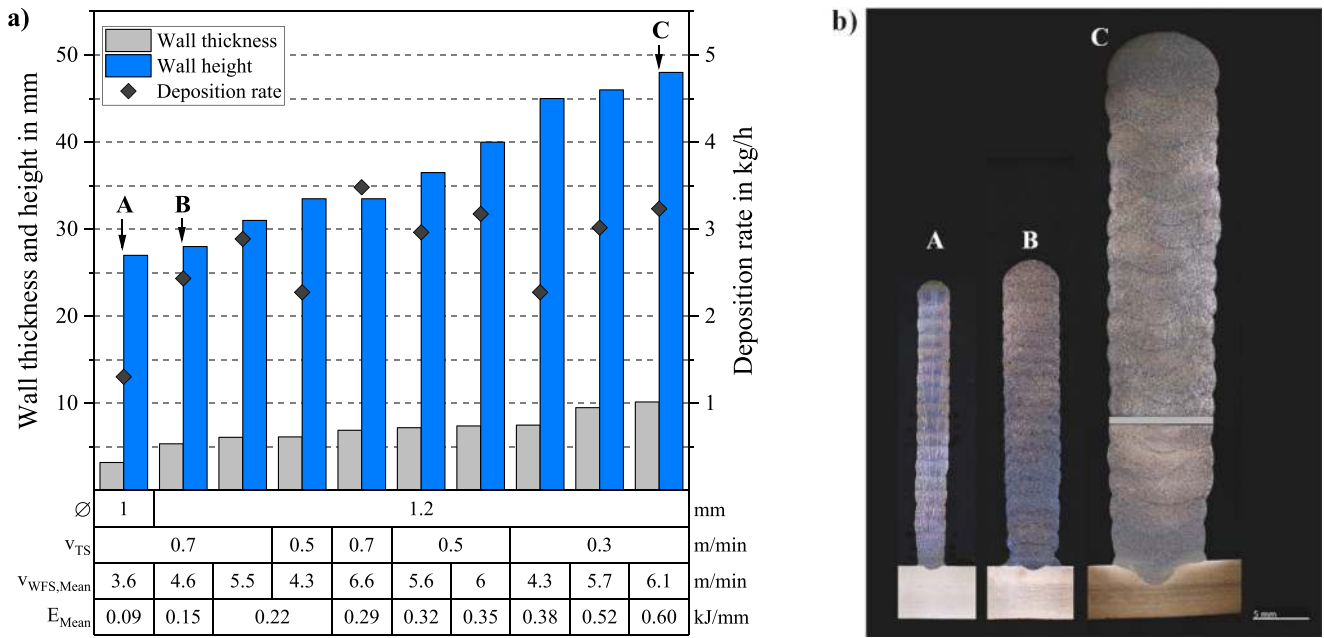 a)
Wall thickness and height in mm
50
40
30
20
10
Wall thickness
Wall height
Deposition rate
A
B
C
5
4
3
2
1
Deposition rate in kg/h
∅ 1 1.2 mm
vTS 0.7 0.5 0.7 0.5 0.3 m/min
vWFS,Mean 3.6 4.6 5.5 4.3 6.6 5.6 6 4.3 5.7 6.1 m/min
EMean 0.09 0.15 0.22 0.29 0.32 0.35 0.38 0.52 0.60 kJ/mm
b)
C
A
B
5 mm